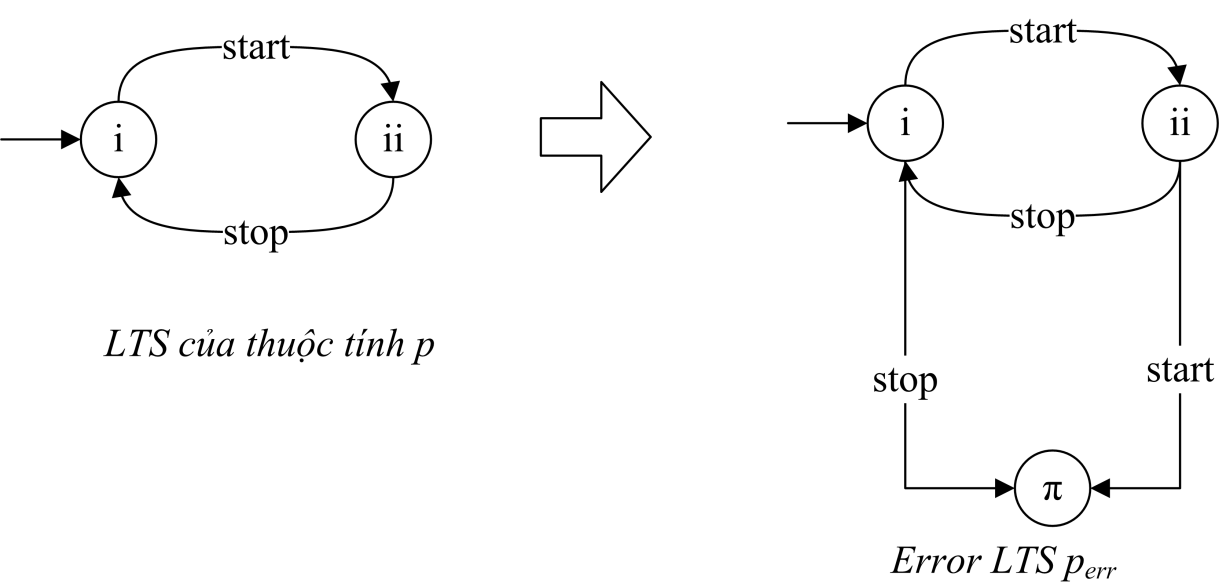 start
i
ii
stop
LTS của thuộc tính p
start
i
ii
stop
stop
start
π
Error LTS perr